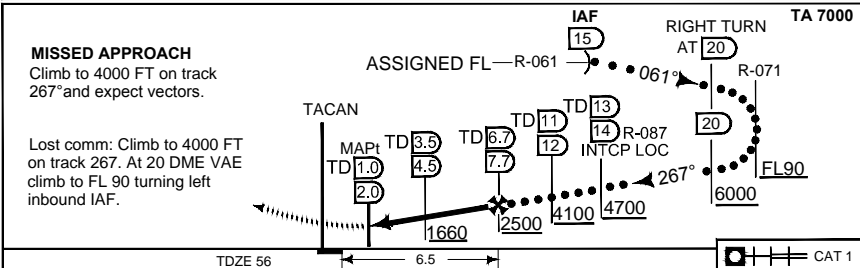 IAF
TA 7000
15
RIGHT TURN
AT 20
MISSED APPROACH
Climb to 4000 FT on track
267°and expect vectors.
ASSIGNED FL
R-061
061°
R-071
TACAN
Lost comm: Climb to 4000 FT
on track 267. At 20 DME VAE
climb to FL 90 turning left
inbound IAF.
MAPt
TD 1.0
2.0
TD 3.5
4.5
TD 6.7
7.7
TD 11
12
TD 13
14 R-087
INTCP LOC
20
267°
FL90
6000
4700
4100
2500
1660
TDZE 56
6.5
CAT 1